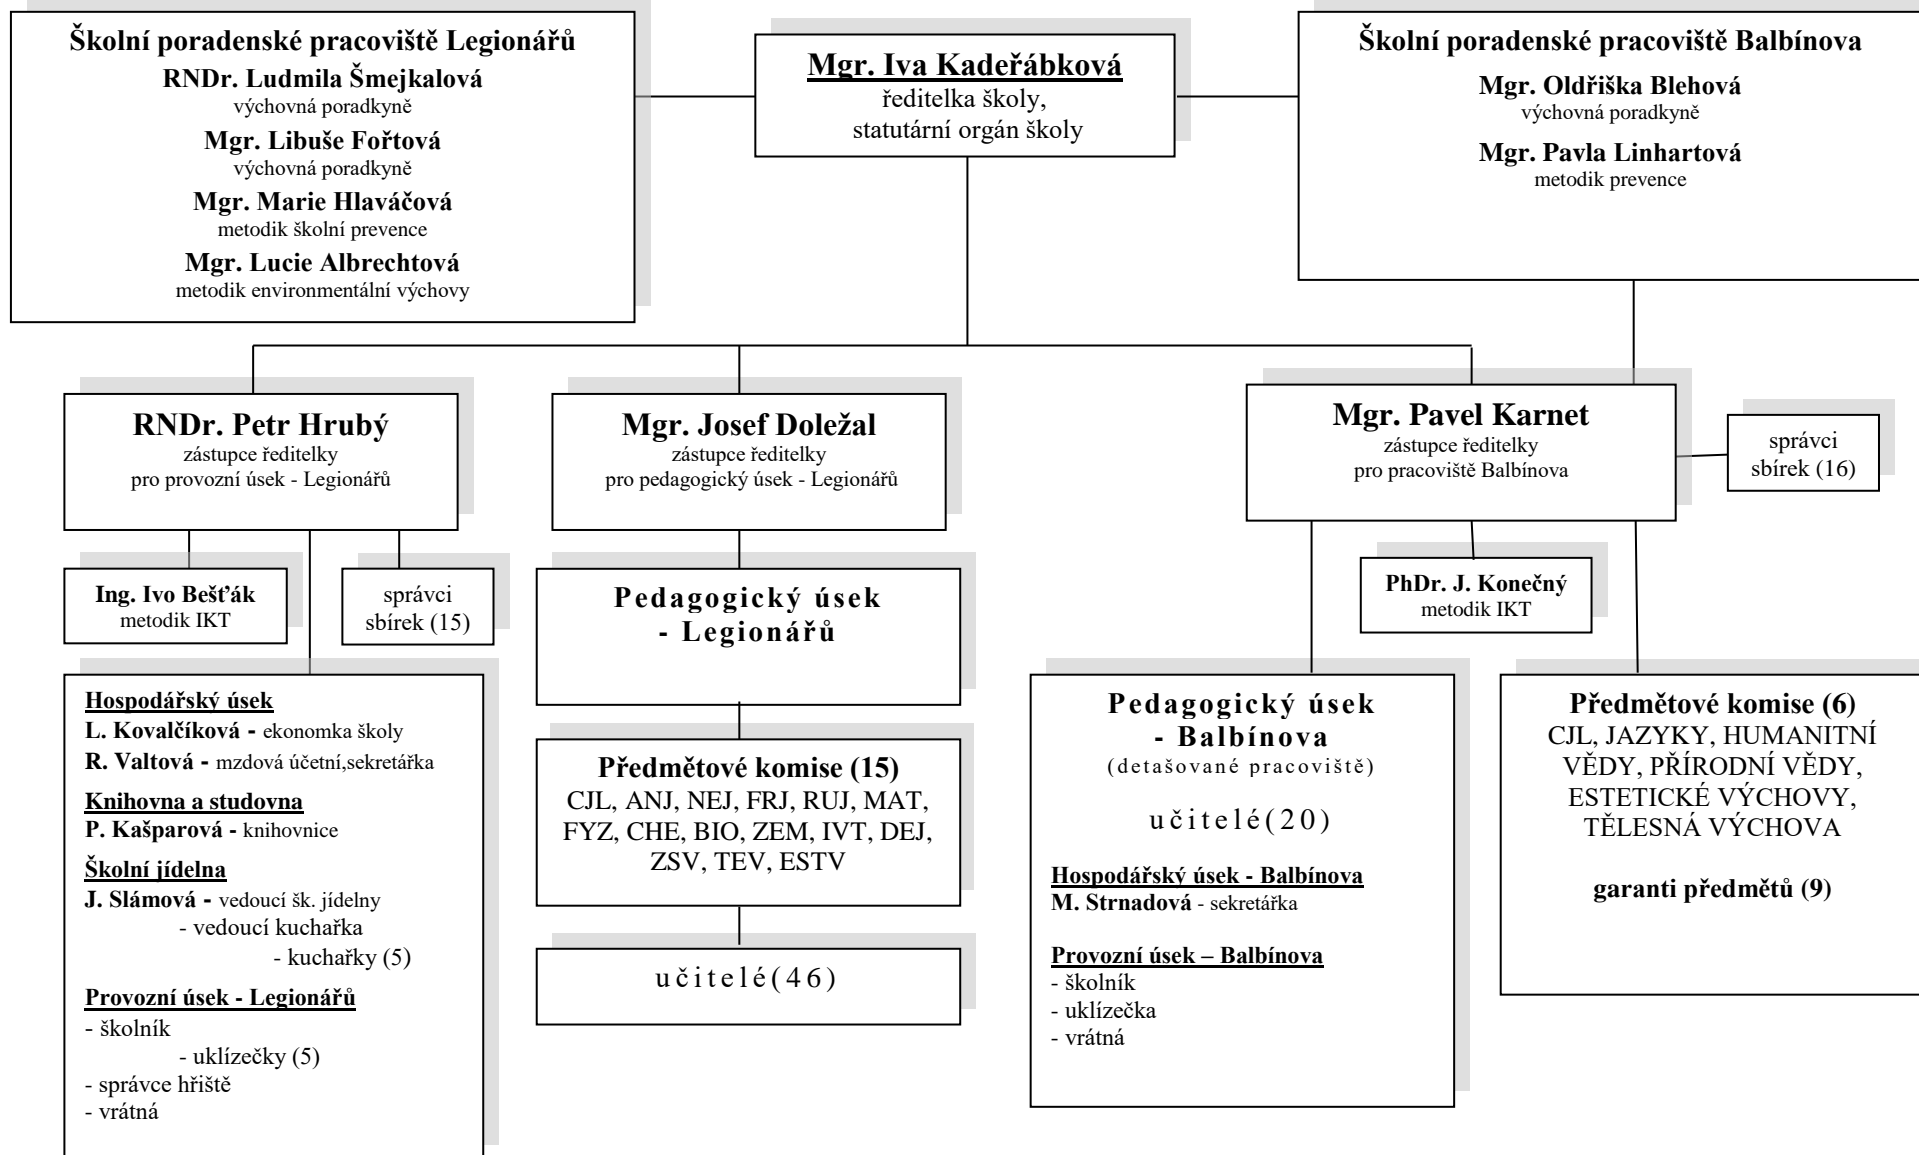 Školní poradenské pracoviště Legionářů
RNDr. Ludmila Šmejkalová
výchovná poradkyně
Mgr. Libuše Fořtová
výchovná poradkyně
Mgr. Marie Hlaváčová
metodik školní prevence
Mgr. Lucie Albrechtová
metodik environmentální výchovy
Mgr. Iva Kadeřábková
ředitelka školy,
statutární orgán školy
Školní poradenské pracoviště Balbínova
Mgr. Oldřiška Blehová
výchovná poradkyně
Mgr. Pavla Linhartová
metodik prevence
RNDr. Petr Hrubý
zástupce ředitelky
pro provozní úsek - Legionářů
Mgr. Josef Doležal
zástupce ředitelky
pro pedagogický úsek - Legionářů
Mgr. Pavel Karnet
zástupce ředitelky
pro pracoviště Balbínova
správci
sbírek (16)
Ing. Ivo Bešťák
metodik IKT
správci
sbírek (15)
Pedagogický úsek
- Legionářů
PhDr. J. Konečný
metodik IKT
Hospodářský úsek
L. Kovalčíková - ekonomka školy
R. Valtová - mzdová účetní,sekretářka
Knihovna a studovna
P. Kašparová - knihovnice
Školní jídelna
J. Slámová - vedoucí šk. jídelny
- vedoucí kuchařka
- kuchařky (5)
Provozní úsek - Legionářů
- školník
- uklízečky (5)
- správce hřiště
- vrátná
Předmětové komise (15)
CJL, ANJ, NEJ, FRJ, RUJ, MAT,
FYZ, CHE, BIO, ZEM, IVT, DEJ,
ZSV, TEV, ESTV
učitelé(46)
Pedagogický úsek
- Balbínova
(detašované pracoviště)
učitelé(20)
Hospodářský úsek - Balbínova
M. Strnadová - sekretářka
Provozní úsek – Balbínova
- školník
- uklízečka
- vrátná
Předmětové komise (6)
CJL, JAZYKY, HUMANITNÍ
VĚDY, PŘÍRODNÍ VĚDY,
ESTETICKÉ VÝCHOVY,
TĚLESNÁ VÝCHOVA
garanti předmětů (9)